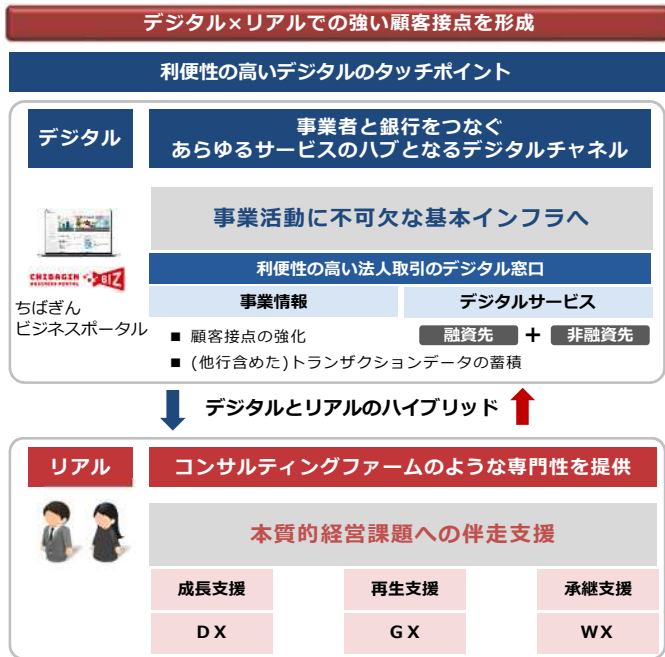 デジタル×リアルでの強い顧客接点を形成
利便性の高いデジタルのタッチポイント
デジタル
事業者と銀行をつなぐ
あらゆるサービスのハブとなるデジタルチャネル
事業活動に不可欠な基本インフラへ
利便性の高い法人取引のデジタル窓口
事業情報
デジタルサービス
CHIBAGIN BIZ
BUSINESS PORTAL
ちばぎん
ビジネスポータル
■ 顧客接点の強化
融資先 + 非融資先
■ (他行含めた)トランザクションデータの蓄積
デジタルとリアルのハイブリッド
リアル
コンサルティングファームのような専門性を提供
本質的経営課題への伴走支援
成長支援
再生支援
承継支援
DX
GX
WX